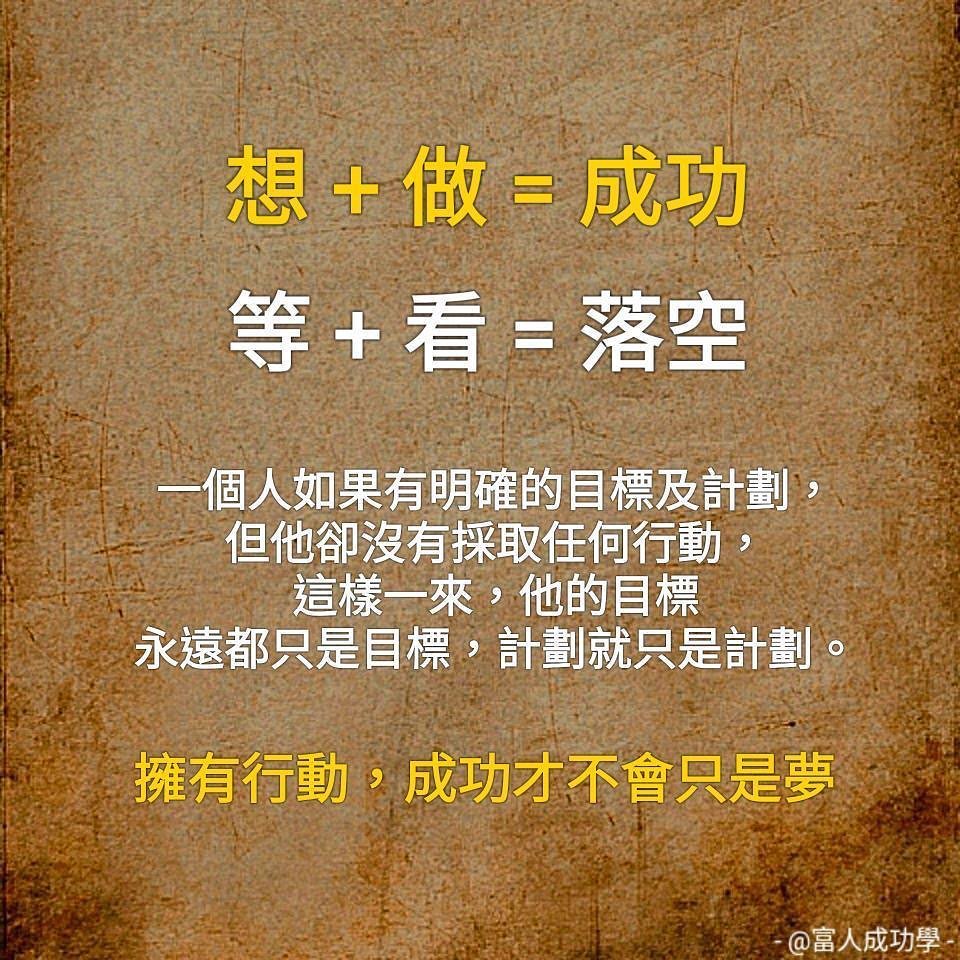 想 + 做 = 成功
等 + 看 = 落空
一個人如果有明確的目標及計劃，
但他卻沒有採取任何行動，
這樣一來，他的目標
永遠都只是目標，計劃就只是計劃。
擁有行動，成功才不會只是夢
- @富人成功學 -